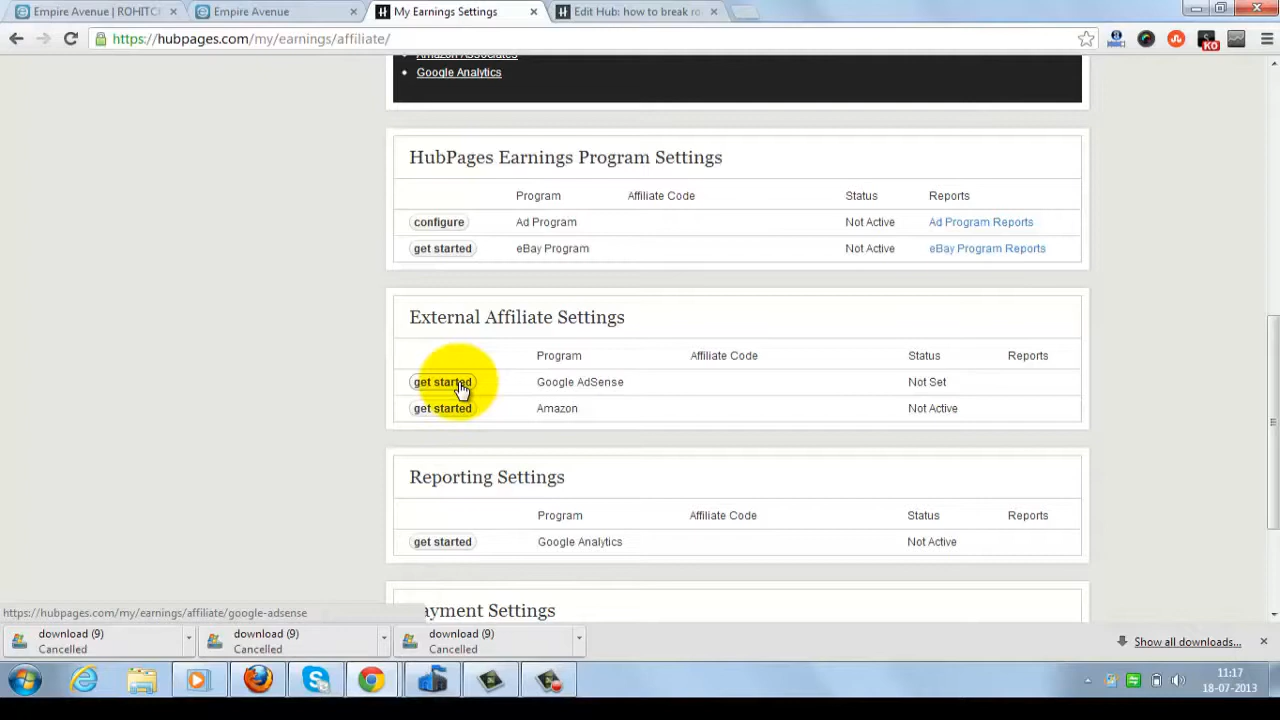 Empire Avenue | ROHITC
Empire Avenue
My Earnings Settings
Edit Hub: how to break ro
https://hubpages.com/my/earnings/affiliate/
KO
Amazon Associates
Google Analytics
HubPages Earnings Program Settings
Program Affiliate Code Status Reports
configure Ad Program Not Active Ad Program Reports
get started eBay Program Not Active eBay Program Reports
External Affiliate Settings
Program Affiliate Code Status Reports
get started Google AdSense Not Set
get started Amazon Not Active
Reporting Settings
Program Affiliate Code Status Reports
get started Google Analytics Not Active
ayment Settings
https://hubpages.com/my/earnings/affiliate/google-adsense
download (9) download (9) download (9)
Cancelled Cancelled Cancelled
Show all downloads...
11:17
18-07-2013